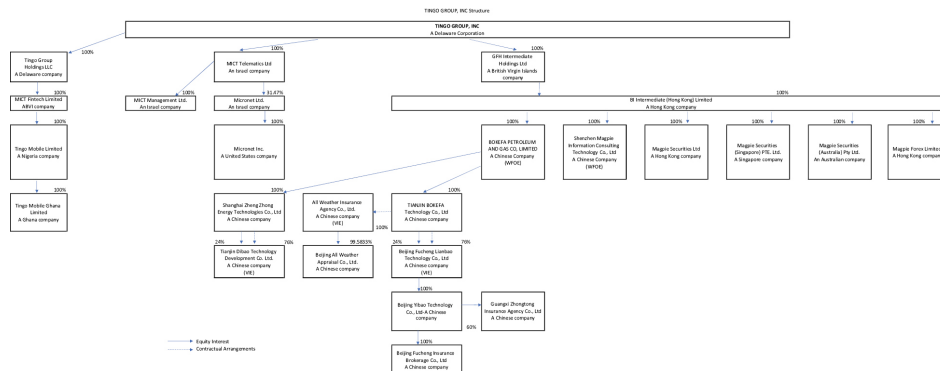 TINGO GROUP, INC Structure
TINGO GROUP, INC
A Delaware Corporation
100%
100%
100%
Tingo Group
Holdings LLC
A Delaware company
MICT Telematics Ltd
An Israel company
GFH Intermediate
Holdings Ltd
A British Virgin Islands
company
100%
100%
31.47%
100%
MICT Fintech Limited
ABVI company
MICT Management Ltd.
An Israel company
Micronet Ltd.
An Israel company
BI Intermediate (Hong Kong) Limited
A Hong Kong company
100%
100%
100%
100%
100%
100%
100%
100%
Tingo Mobile Limited
A Nigeria company
Micronet Inc.
A United States company
BOKEFA PETROLEUM
AND GAS CO, LIMITED
A Chinese Company
(WFOE)
Shenzhen Magpie
Information Consulting
Technology Co., Ltd
A Chinese Company
(WFOE)
Magpie Securities Ltd
A Hong Kong company
Magpie Securities
(Singapore) PTE. Ltd.
A Singapore company
Magpie Securities
(Australia) Pty Ltd.
An Australian company
Magpie Forex Limited
A Hong Kong company
100%
100%
100%
Tingo Mobile Ghana
Limited
A Ghana company
Shanghai Zheng Zhong
Energy Technologies Co., Ltd
A Chinese company
All Weather Insurance
Agency Co., Ltd.
A Chinese company
(VIE)
100%
TIANJIN BOKEFA
Technology Co., Ltd
A Chinese company
24%
76%
99.5833%
24%
76%
Tianjin Dibao Technology
Development Co. Ltd.
A Chinese company
(VIE)
Beijing All Weather
Appraisal Co., Ltd.
A Chinese company
Beijing Fucheng Lianbao
Technology Co., Ltd
A Chinese company
(VIE)
100%
Beijing Yibao Technology
Co., Ltd-A Chinese
company
60%
Guangxi Zhongtong
Insurance Agency Co., Ltd
A Chinese company
100%
Beijing Fucheng Insurance
Brokerage Co., Ltd
A Chinese company
Equity Interest
Contractual Arrangements